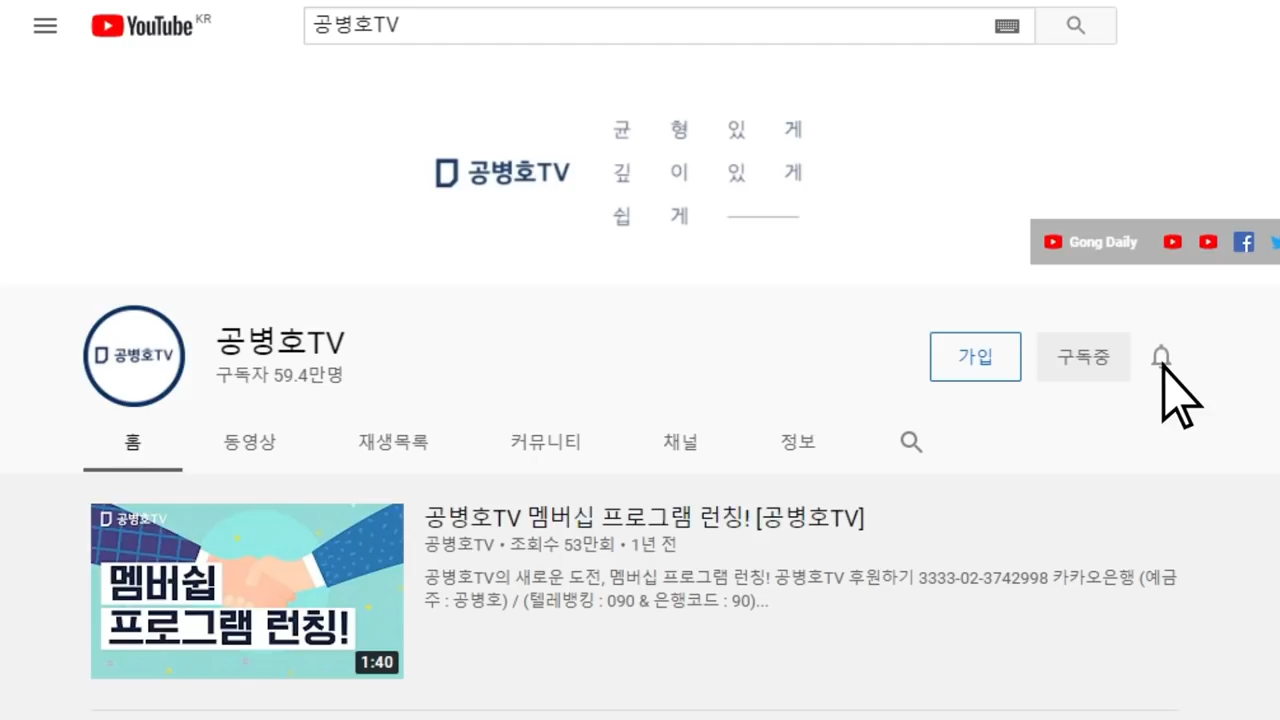 YouTube KR
공병호TV
균 형 있 게
공병호TV
깊 이 있 게
쉽 게
Gong Daily
공병호TV
공병호TV
구독자 59.4만명
가입
구독중
홈
동영상
재생목록
커뮤니티
채널
정보
공병호TV
멤버쉽
프로그램 런칭!
1:40
공병호TV 멤버십 프로그램 런칭! [공병호TV]
공병호TV • 조회수 53만회 • 1년 전
공병호TV의 새로운 도전, 멤버십 프로그램 런칭! 공병호TV 후원하기 3333-02-3742998 카카오은행 (예금
주 : 공병호) / (텔레뱅킹 : 090 & 은행코드 : 90)...